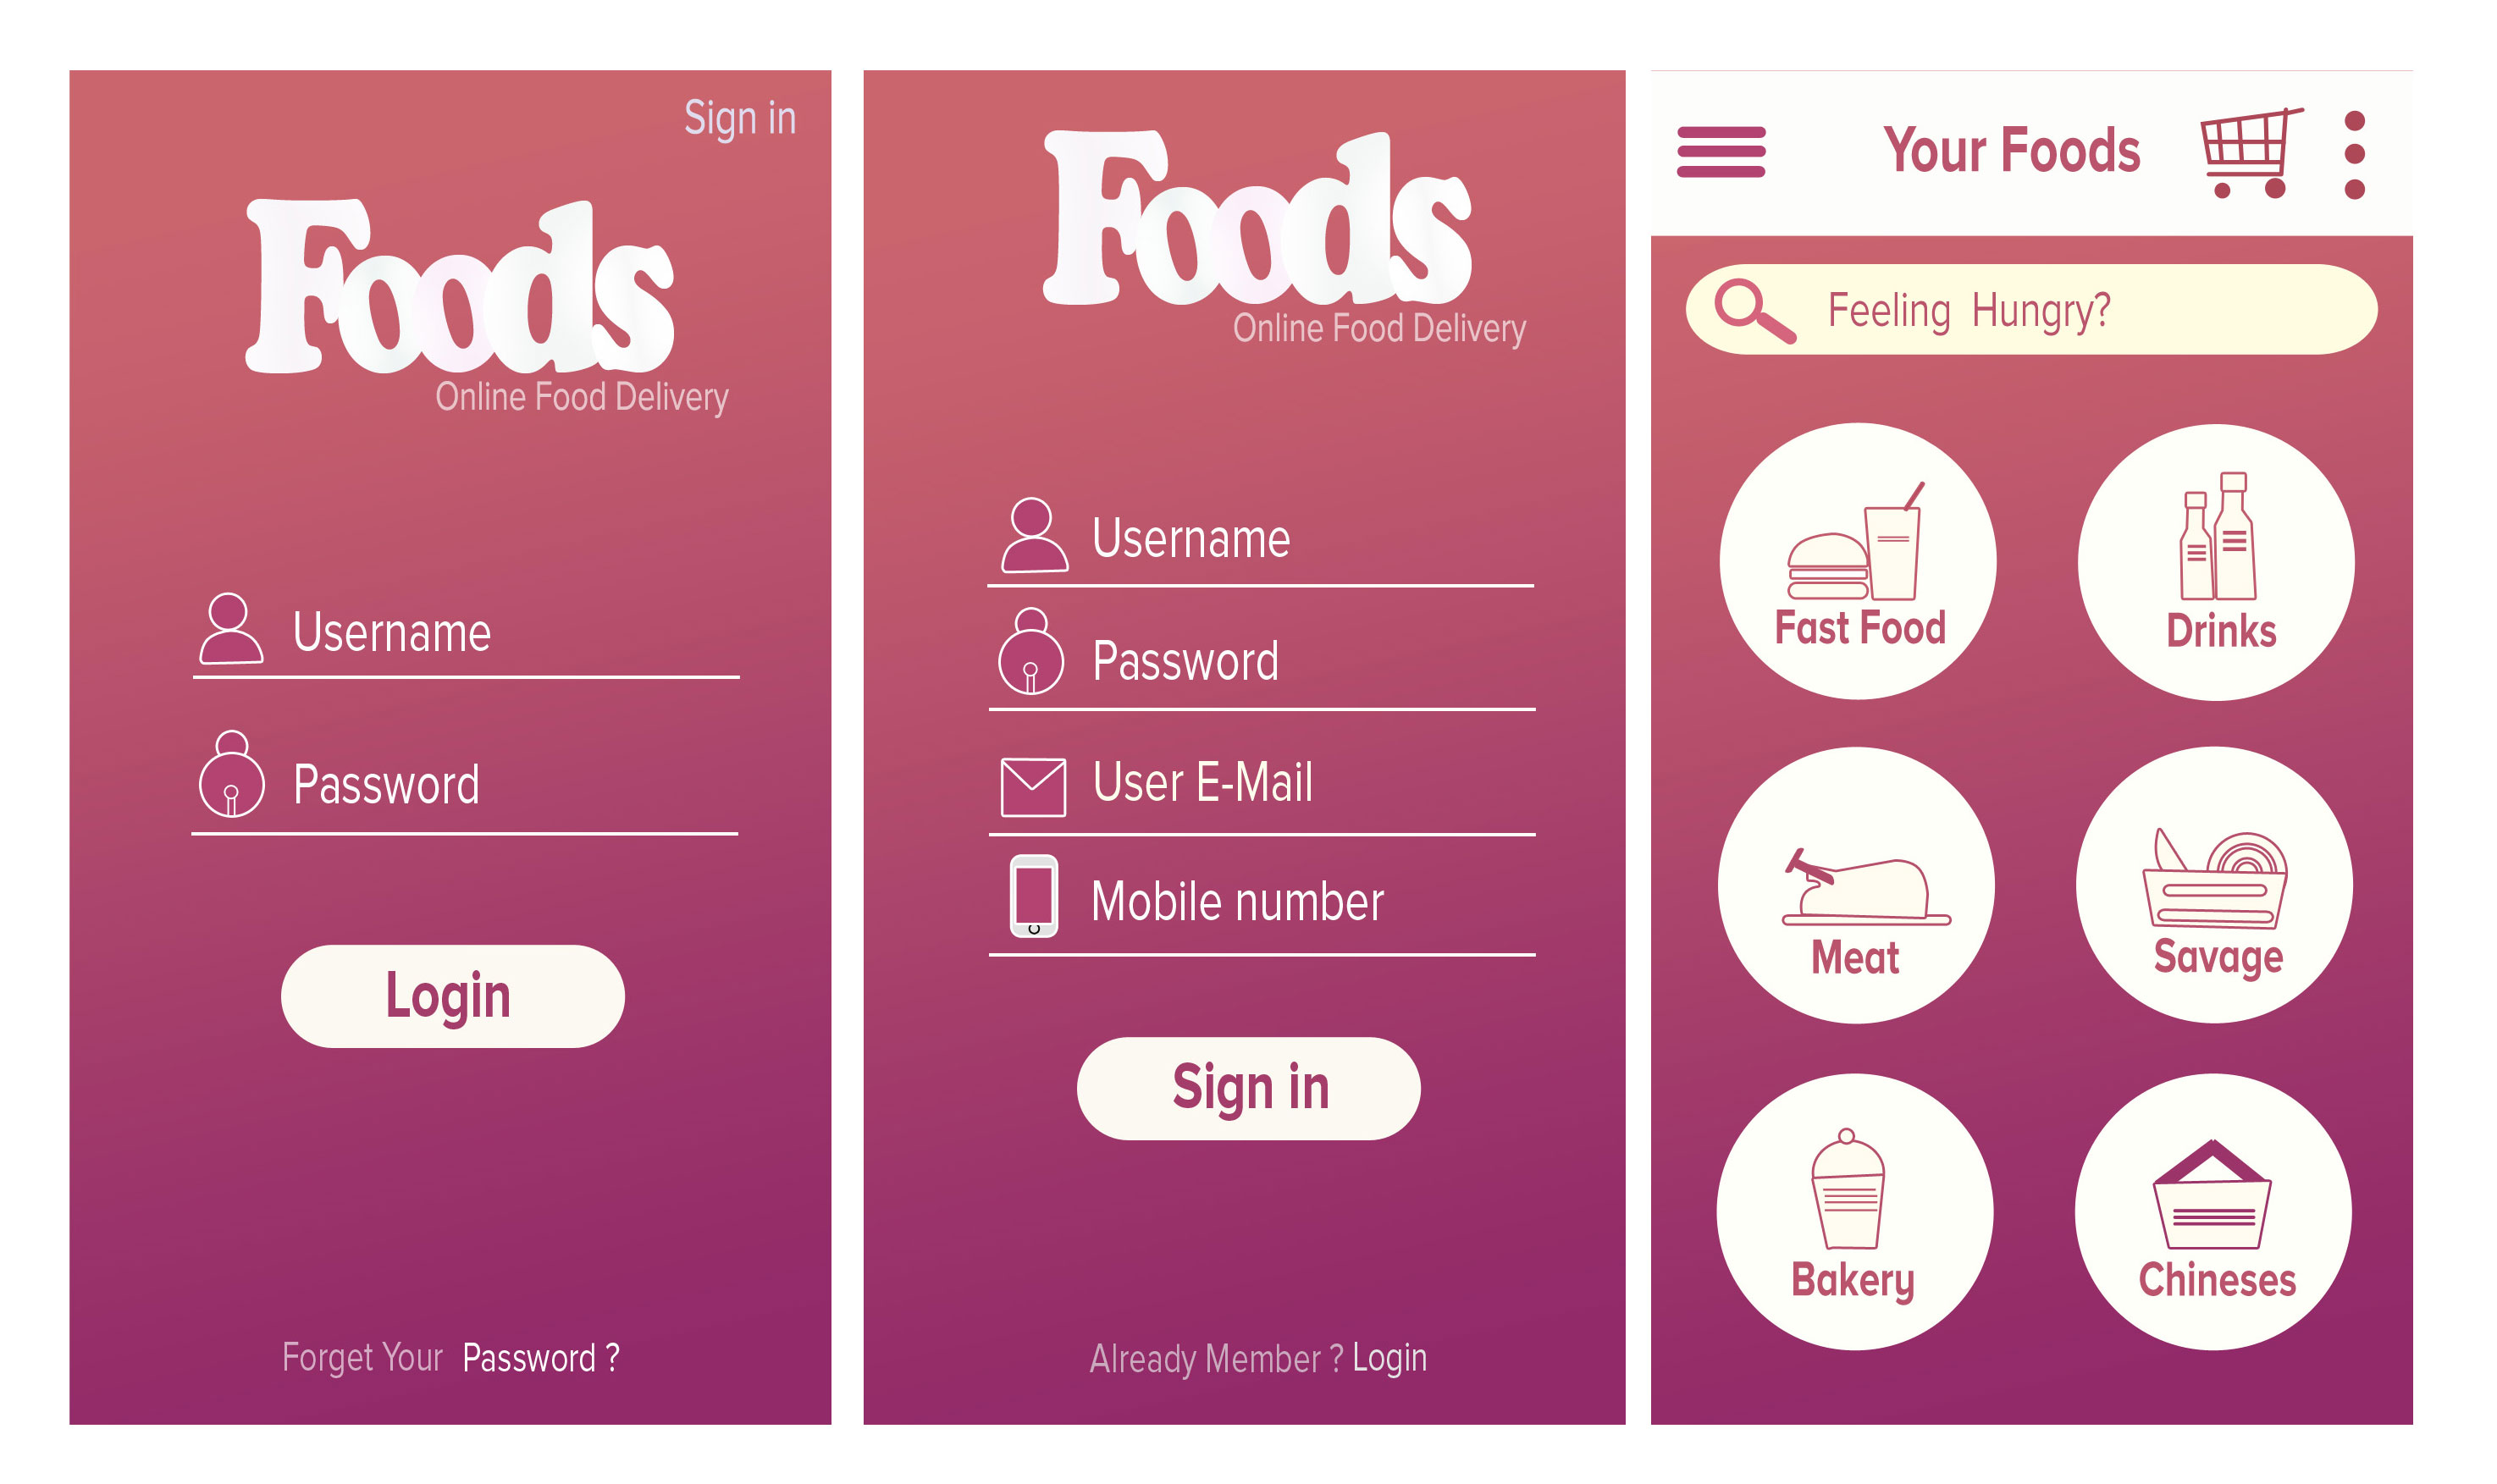 Sign in
Foods
Online Food Delivery
Username
Password
Login
Forget Your Password ?
Foods
Online Food Delivery
Username
Password
User E-Mail
Mobile number
Sign in
Already Member ? Login
Your Foods
Feeling Hungry?
Fast Food
Drinks
Meat
Savage
Bakery
Chineses